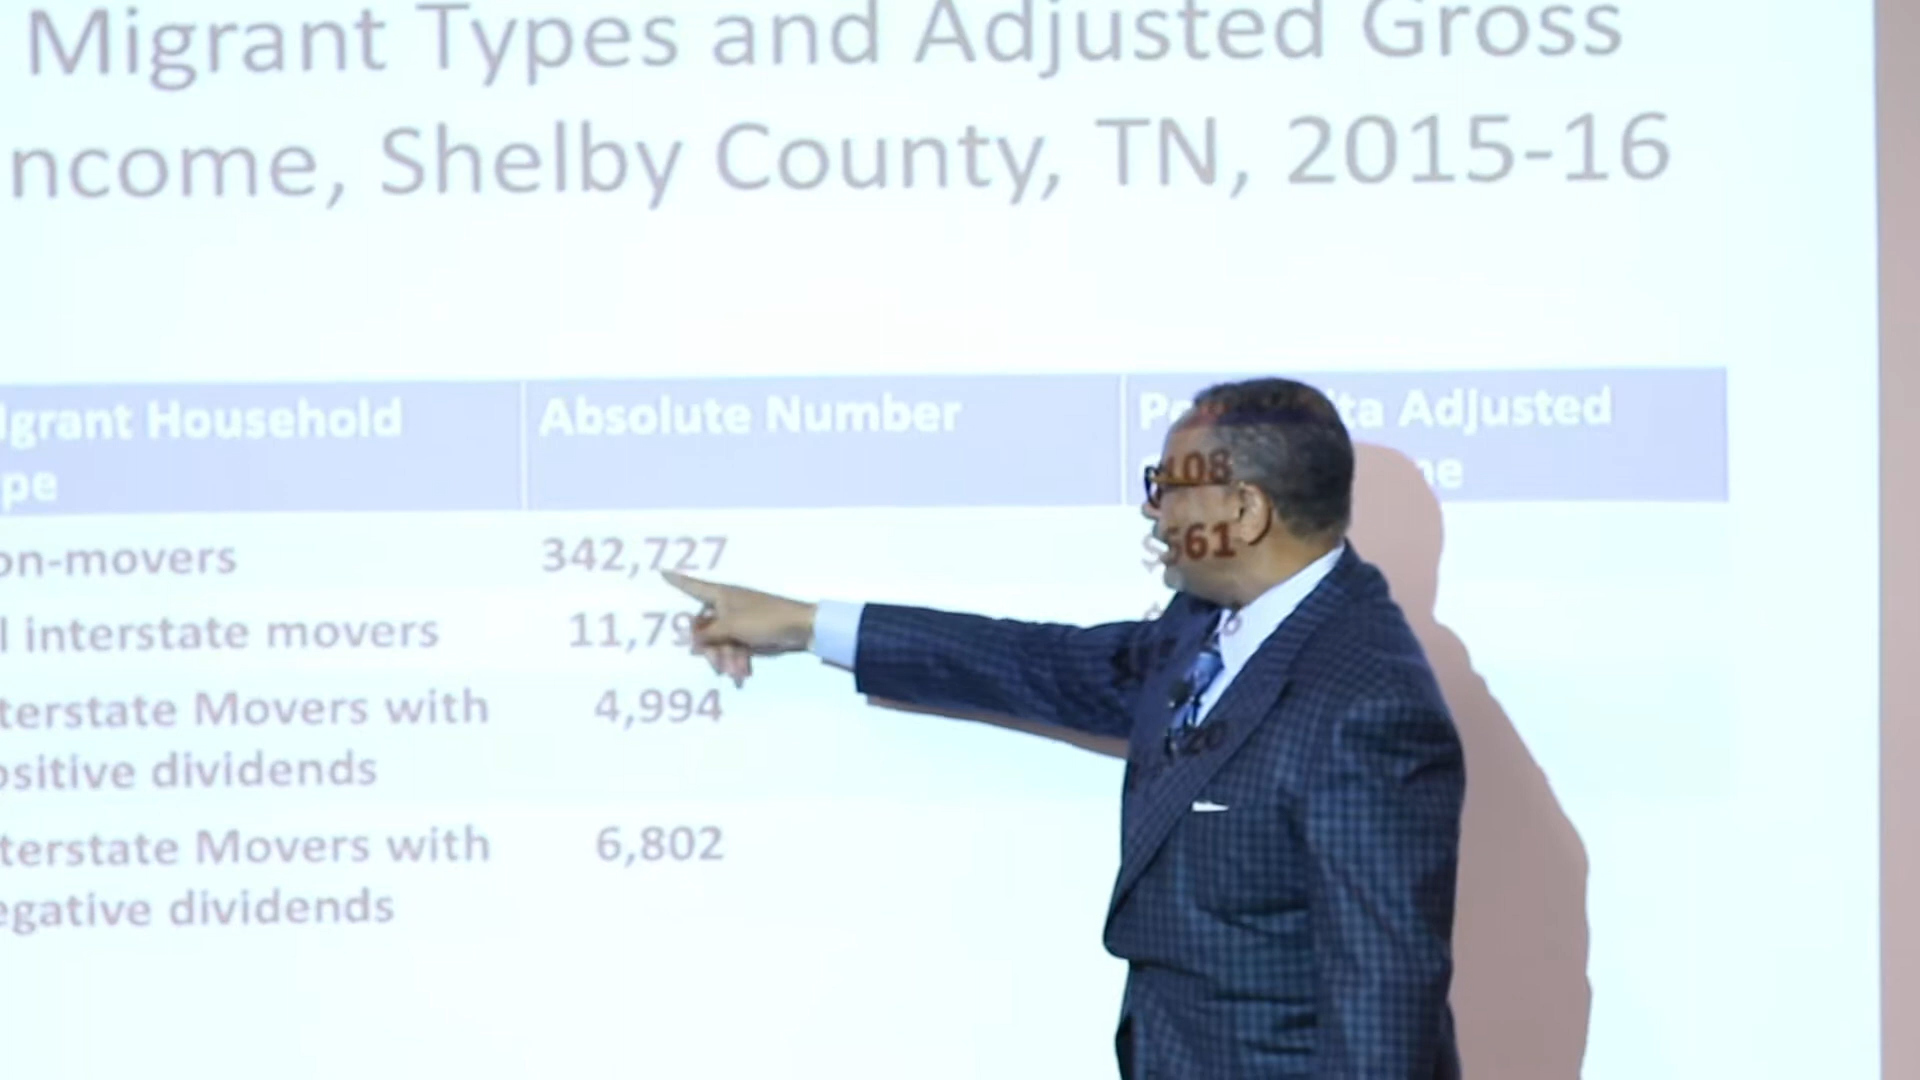 Migrant Types and Adjusted Gross
ncome, Shelby County, TN, 2015-16
igrant Household Absolute Number Adjusted
pe
on-movers 342,727 $561
l interstate movers 11,79
terstate Movers with 4,994
ositive dividends
terstate Movers with 6,802
egative dividends